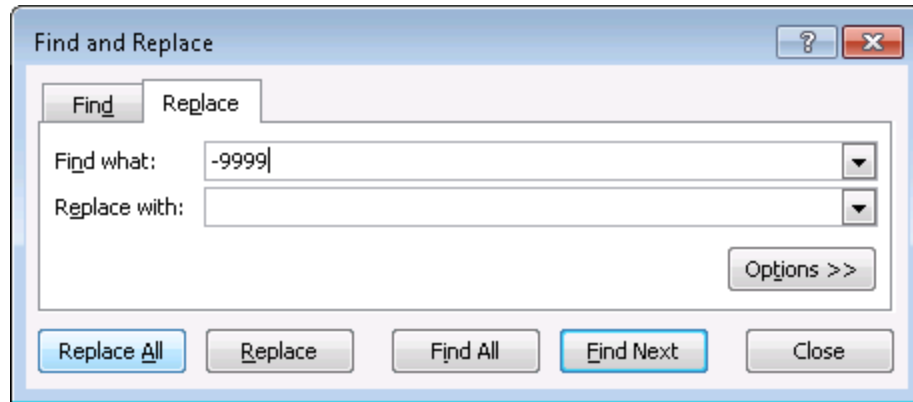 Find and Replace
Find Replace
Find what: -9999
Replace with:
Options >>
Replace All Replace Find All Find Next Close